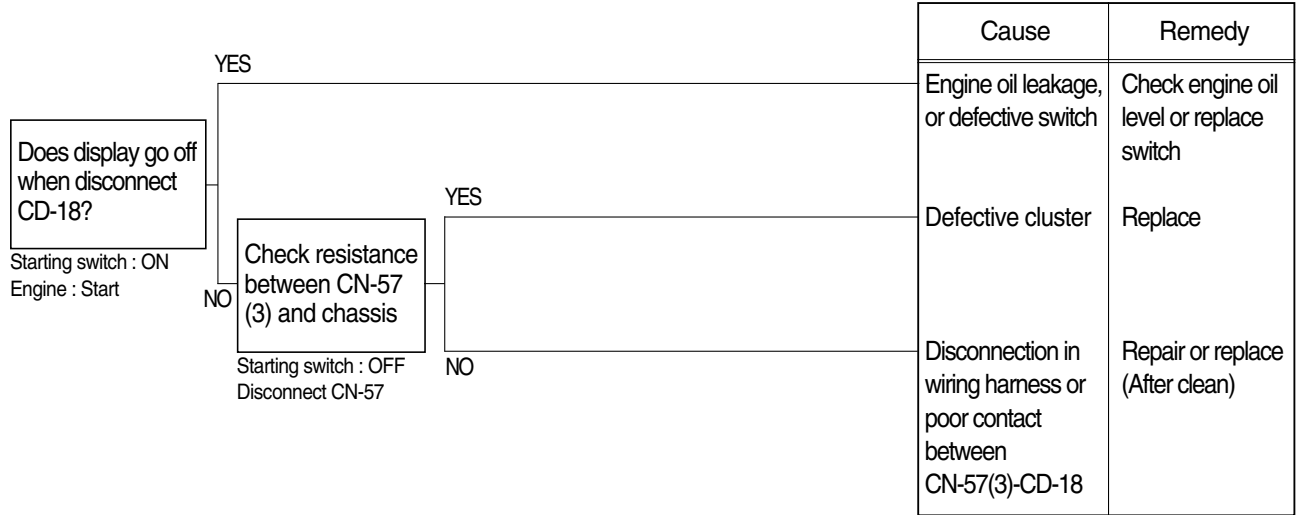 Cause
Remedy
YES
Engine oil leakage,
or defective switch
Check engine oil
level or replace
switch
Does display go off
when disconnect
CD-18?
Starting switch : ON
Engine : Start
YES
Defective cluster
Replace
NO
Check resistance
between CN-57
(3) and chassis
Starting switch : OFF
Disconnect CN-57
NO
Disconnection in
wiring harness or
poor contact
between
CN-57(3)-CD-18
Repair or replace
(After clean)